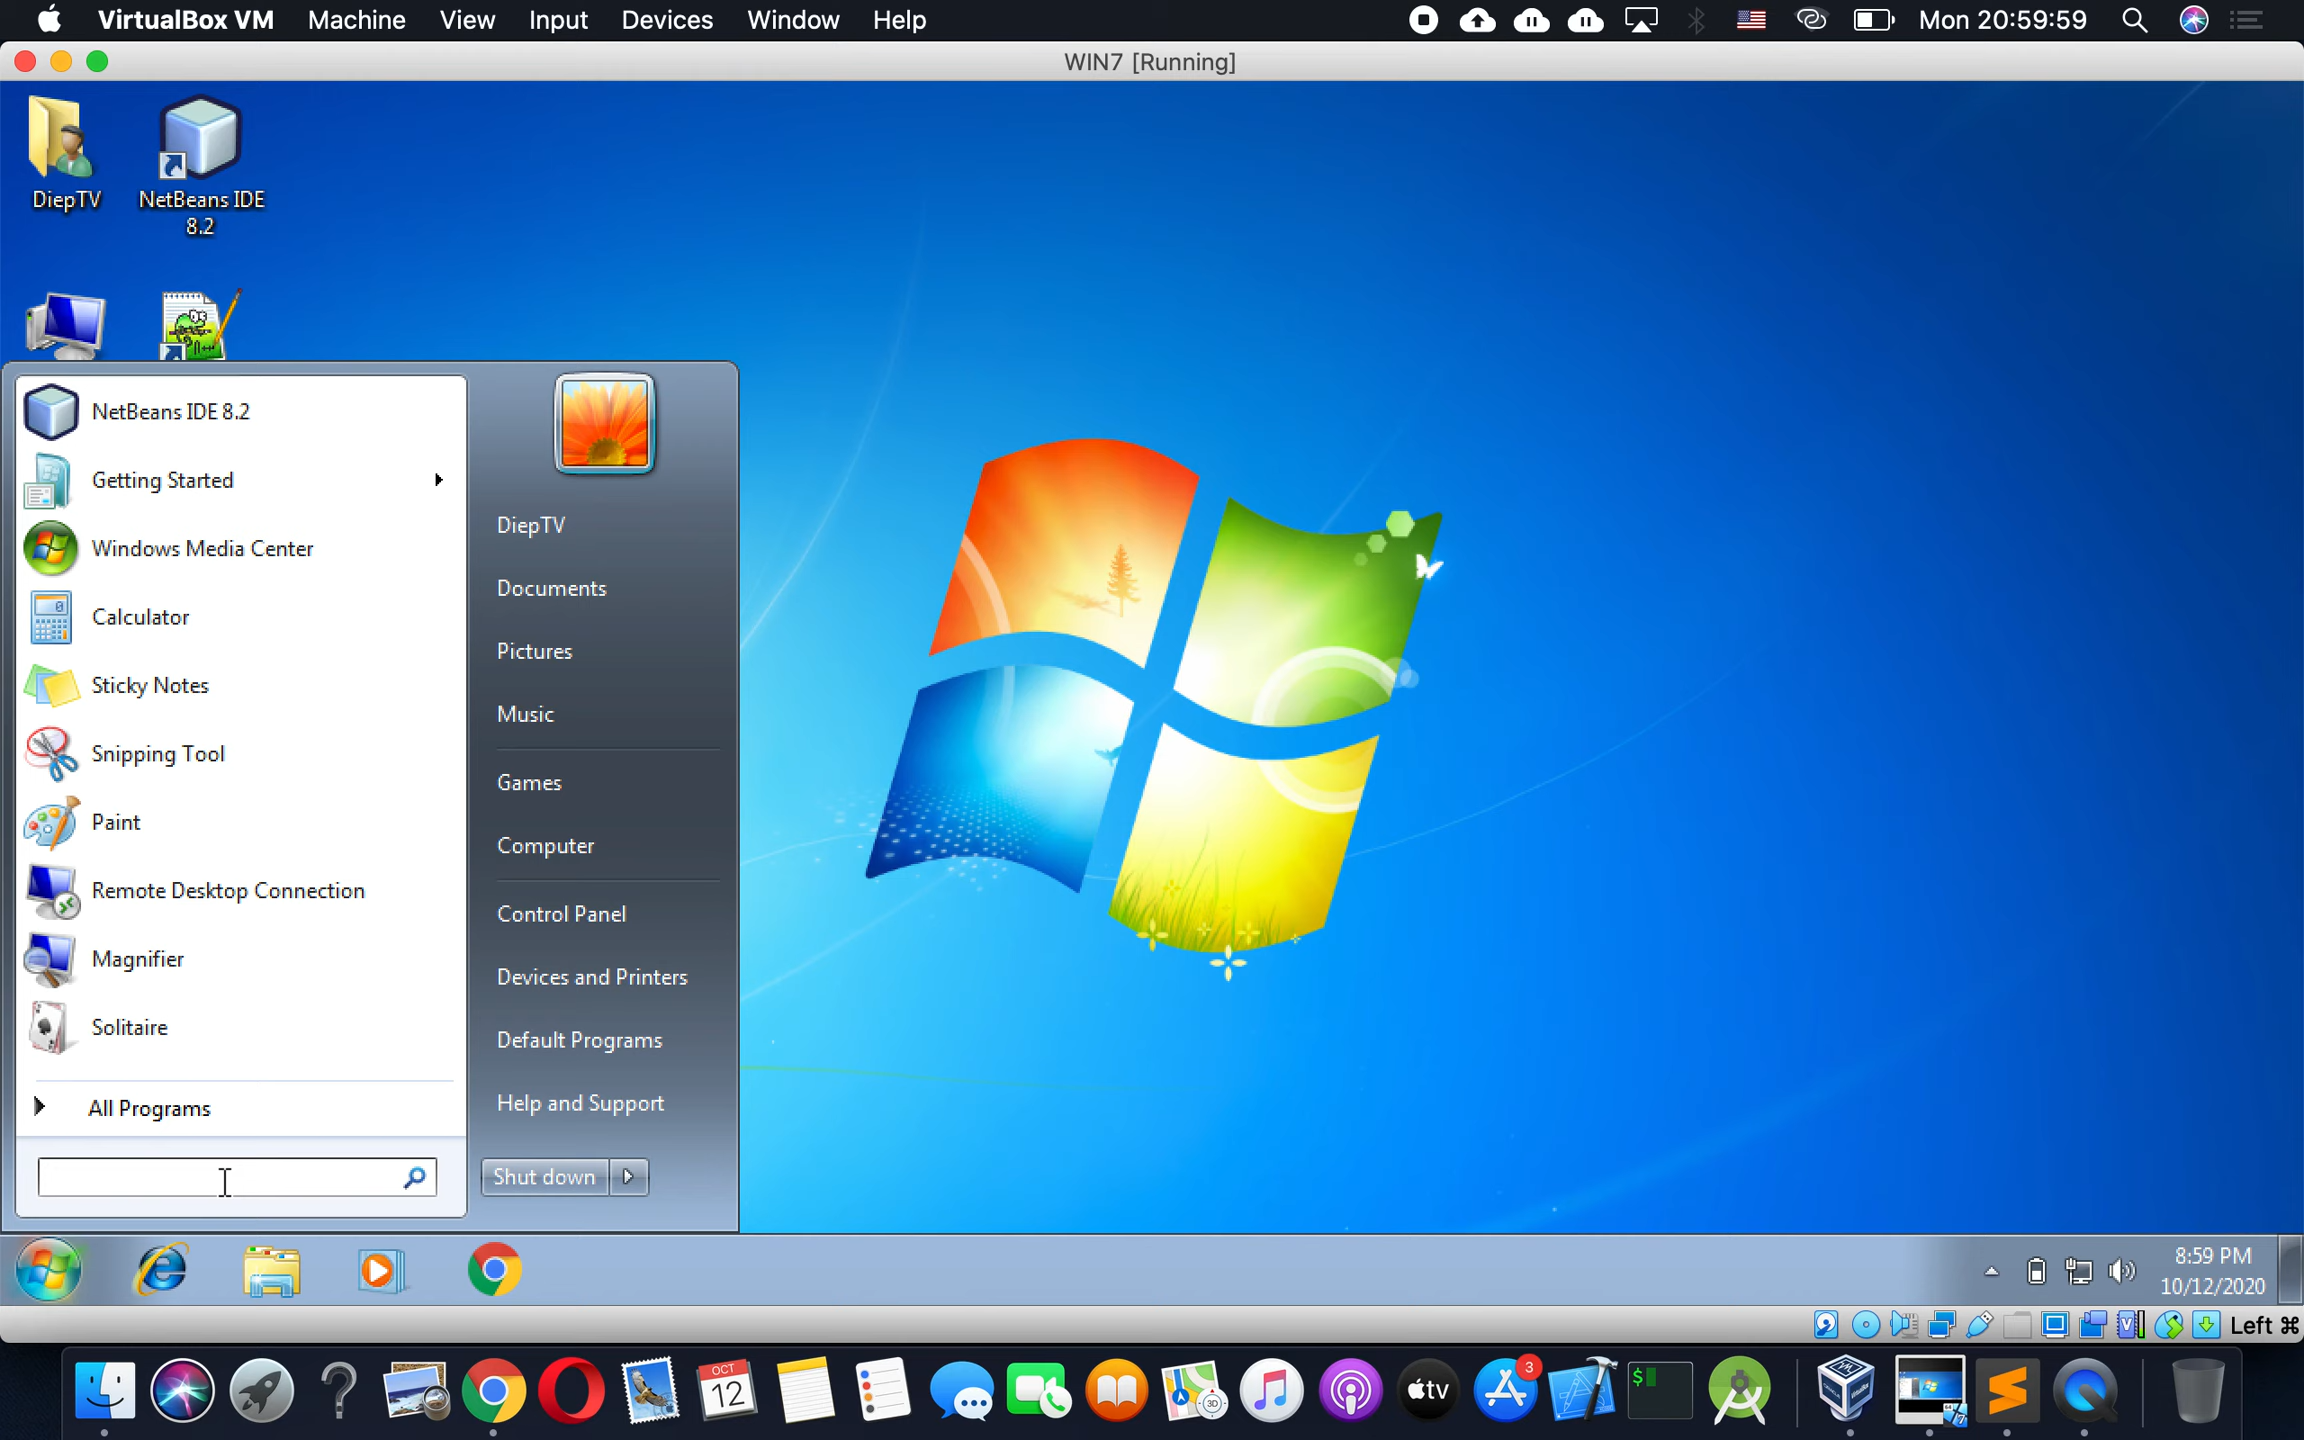 VirtualBox VM Machine View Input Devices Window Help Mon 20:59:59
WIN7 [Running]
DiepTV
NetBeans IDE
8.2
NetBeans IDE 8.2
Getting Started
Windows Media Center
Calculator
Sticky Notes
Snipping Tool
Paint
Remote Desktop Connection
Magnifier
Solitaire
All Programs
DiepTV
Documents
Pictures
Music
Games
Computer
Control Panel
Devices and Printers
Default Programs
Help and Support
Shut down
8:59 PM
10/12/2020
Left ⌘
OCT
12
3D
tv
3
$